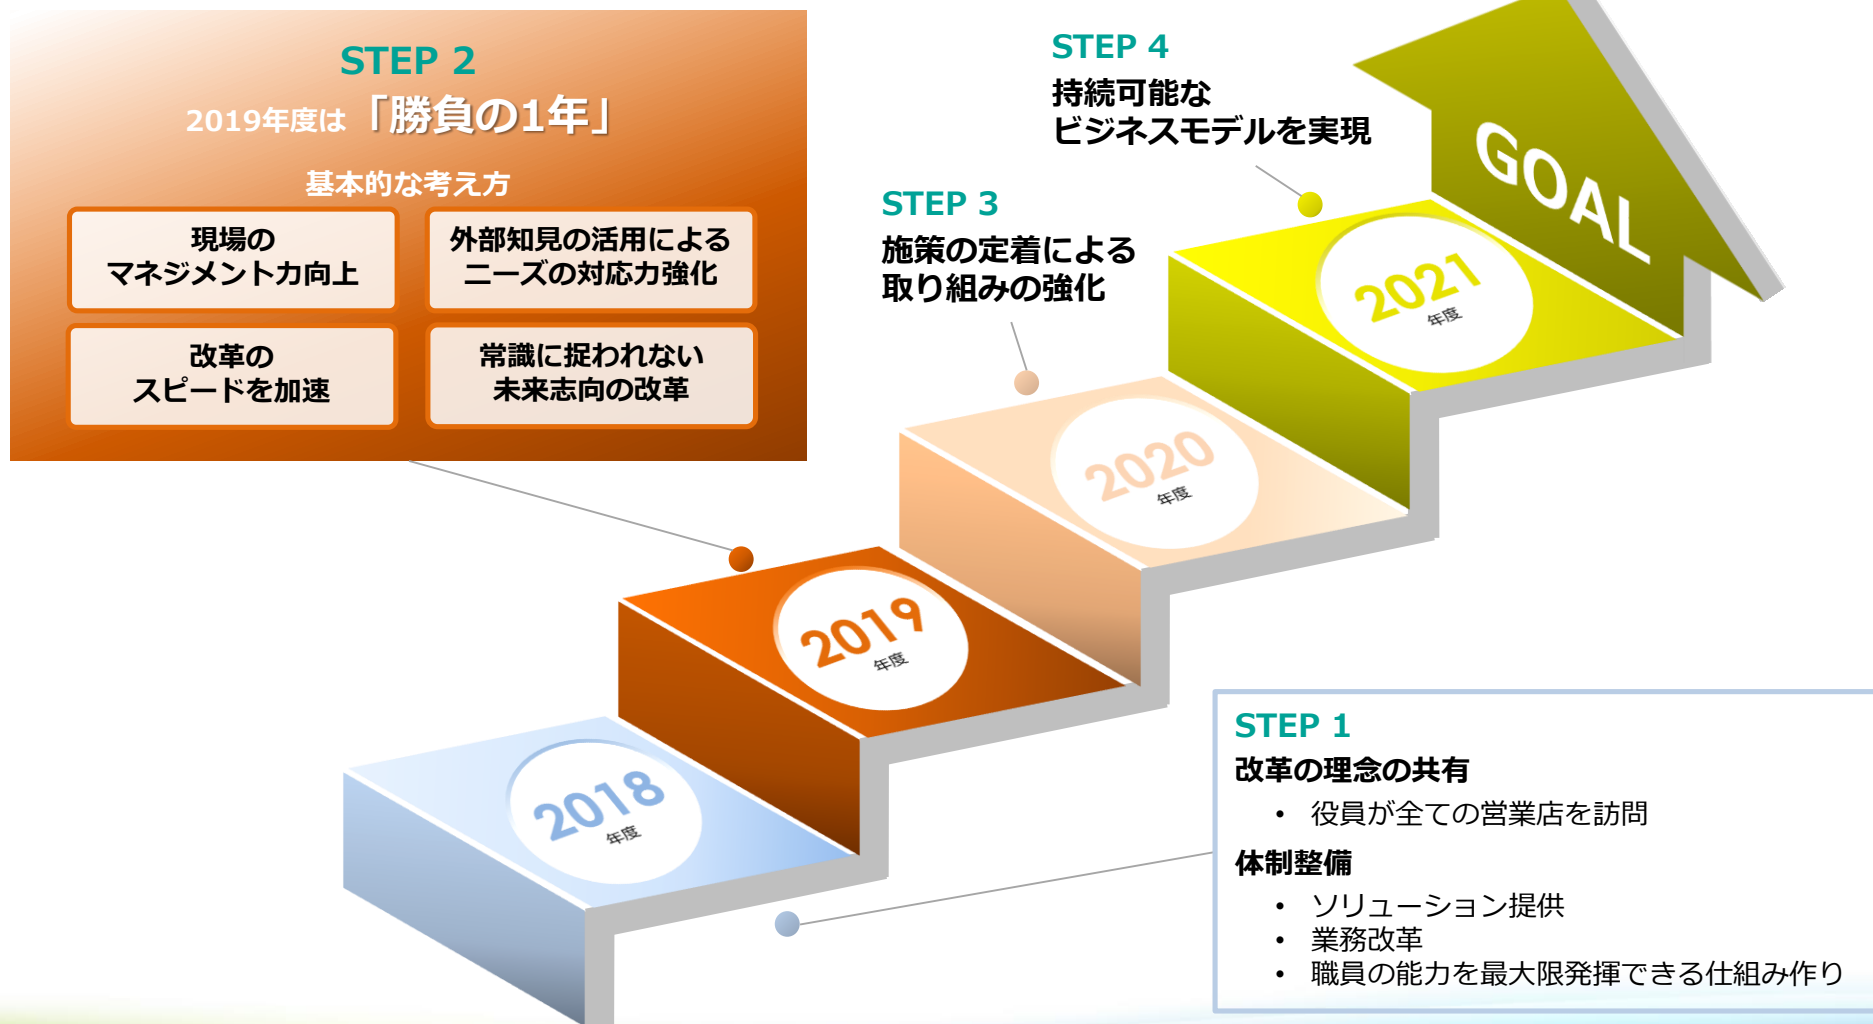 STEP 2
2019年度は「勝負の1年」
基本的な考え方
現場の
マネジメント力向上
外部知見の活用による
ニーズの対応力強化
改革の
スピードを加速
常識に捉われない
未来志向の改革
STEP 4
持続可能な
ビジネスモデルを実現
STEP 3
施策の定着による
取り組みの強化
GOAL
2021
年度
2020
年度
2019
年度
2018
年度
STEP 1
改革の理念の共有
• 役員が全ての営業店を訪問
体制整備
• ソリューション提供
• 業務改革
• 職員の能力を最大限発揮できる仕組み作り